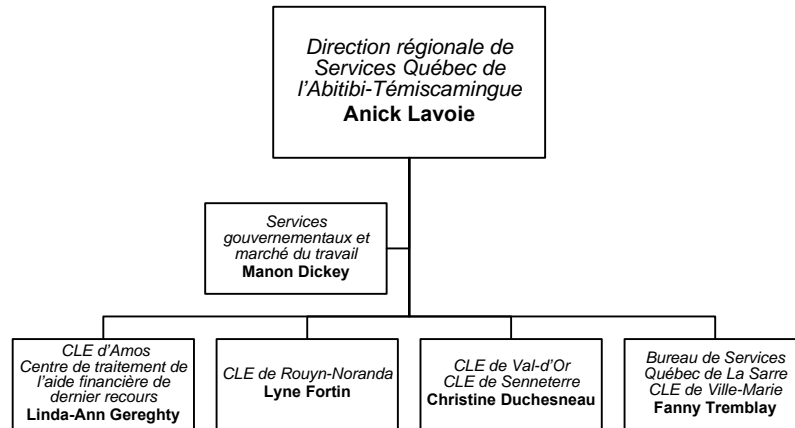 Direction régionale de
Services Québec de
l'Abitibi-Témiscamingue
Anick Lavoie
Services
gouvernementaux et
marché du travail
Manon Dickey
CLE d'Amos
Centre de traitement de
l'aide financière de
dernier recours
Linda-Ann Gereghty
CLE de Rouyn-Noranda
Lyne Fortin
CLE de Val-d'Or
CLE de Senneterre
Christine Duchesneau
Bureau de Services
Québec de La Sarre
CLE de Ville-Marie
Fanny Tremblay